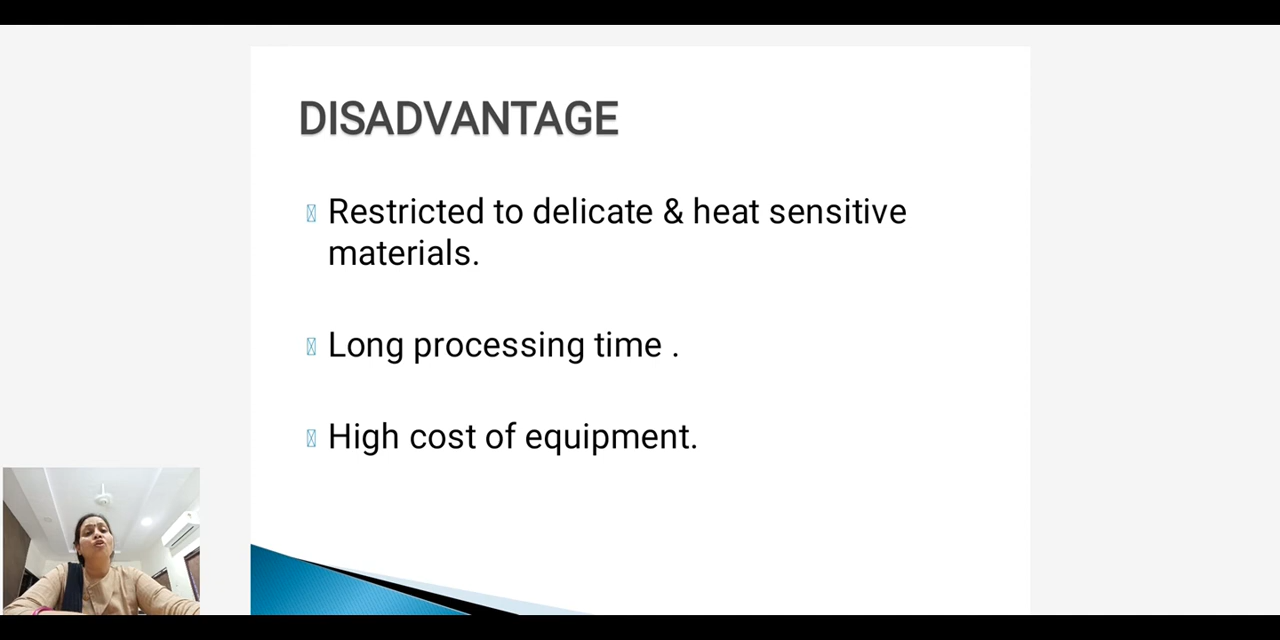 DISADVANTAGE
Restricted to delicate & heat sensitive
materials.
Long processing time .
High cost of equipment.